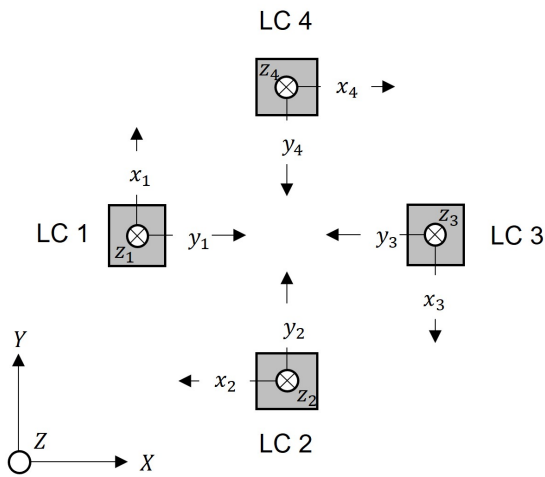 LC 4
z₄
x₄
y₄
x₁
LC 1
z₁
y₁
y₃
z₃
LC 3
x₃
y₂
x₂
z₂
LC 2
Y
Z
X